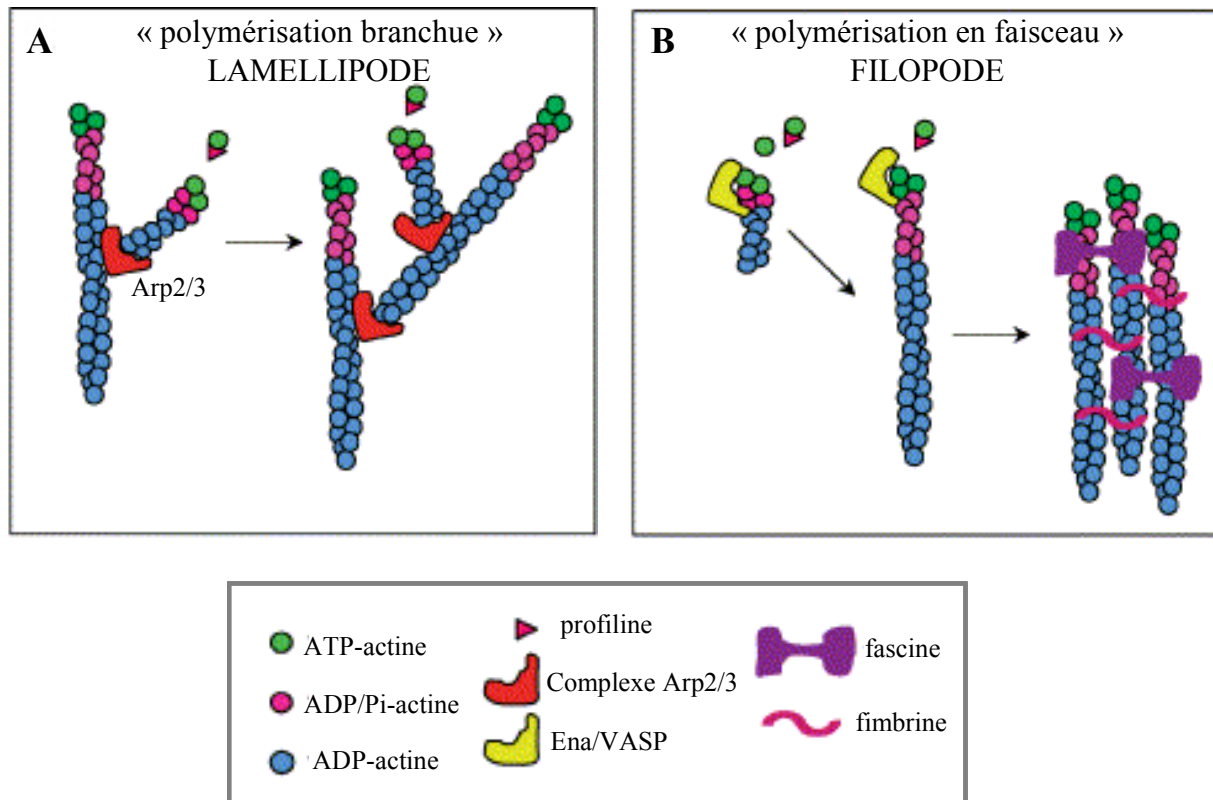 A
« polymérisation branchue »
LAMELLIPODE
Arp2/3
B
« polymérisation en faisceau »
FILOPODE
ATP-actine
ADP/Pi-actine
ADP-actine
profiline
Complexe Arp2/3
Ena/VASP
fascine
fimbrine